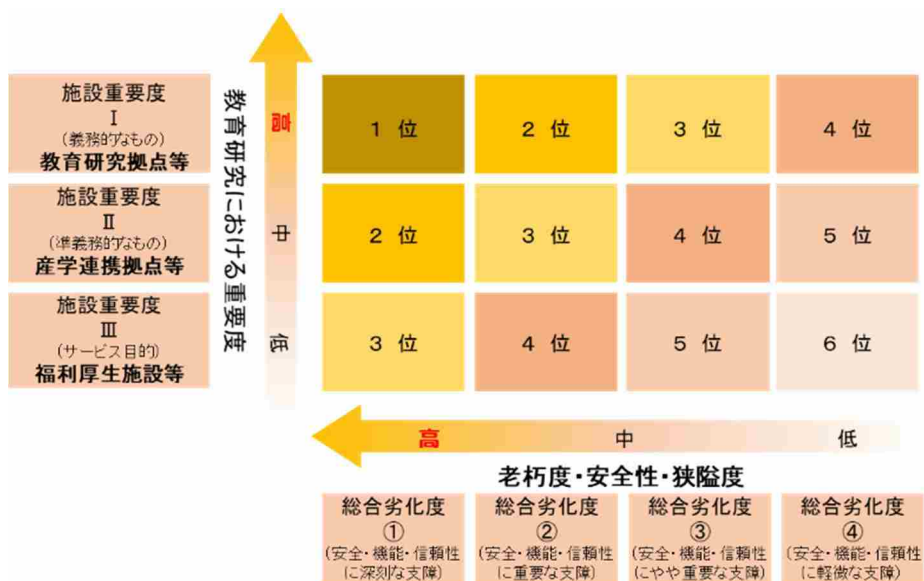 施設重要度
Ⅰ
(義務的なもの)
教育研究拠点等
施設重要度
Ⅱ
(準義務的なもの)
産学連携拠点等
施設重要度
Ⅲ
(サービス目的)
福利厚生施設等
教育研究における重要度
高
中
低
1 位
2 位
3 位
4 位
2 位
3 位
4 位
5 位
3 位
4 位
5 位
6 位
高
中
低
老朽度・安全性・狭隘度
総合劣化度
①
(安全・機能・信頼性
に深刻な支障)
総合劣化度
②
(安全・機能・信頼性
に重要な支障)
総合劣化度
③
(安全・機能・信頼性
にやや重要な支障)
総合劣化度
④
(安全・機能・信頼性
に軽微な支障)